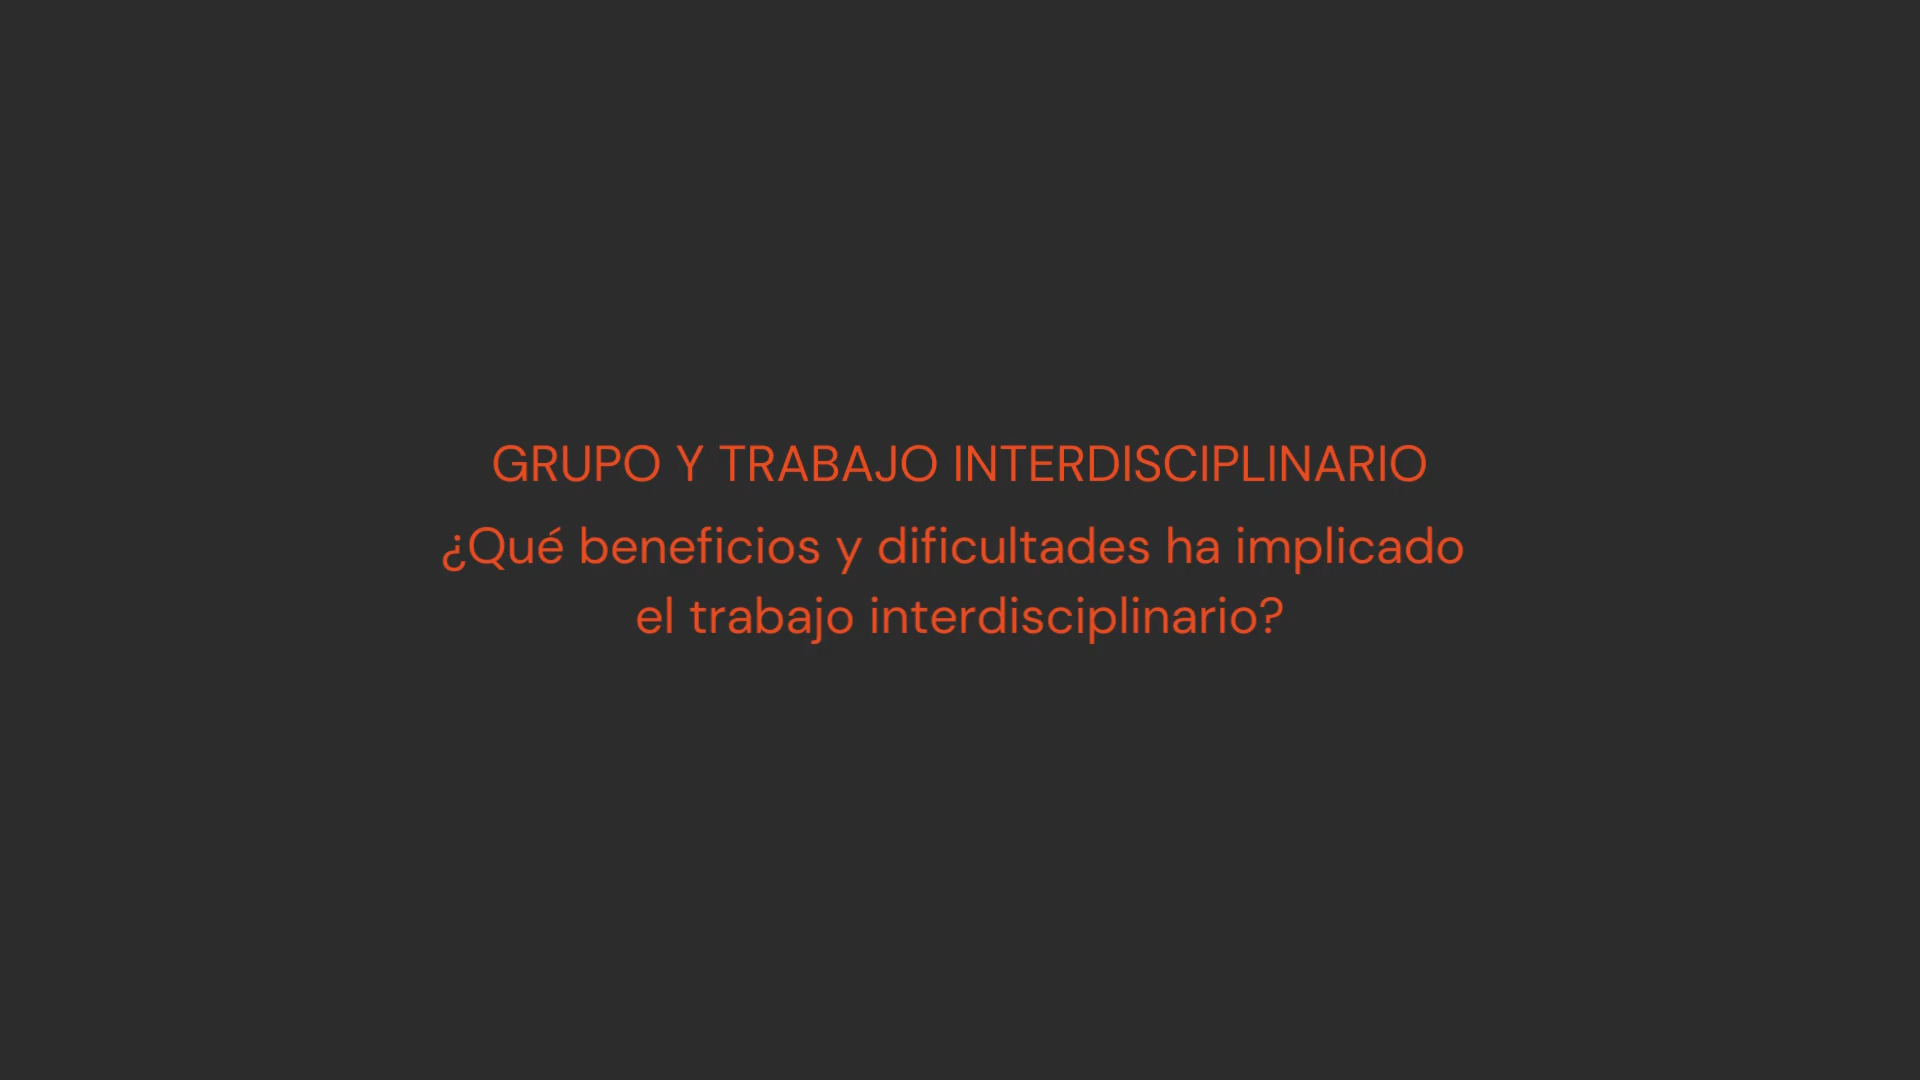 GRUPO Y TRABAJO INTERDISCIPLINARIO
¿Qué beneficios y dificultades ha implicado
el trabajo interdisciplinario?